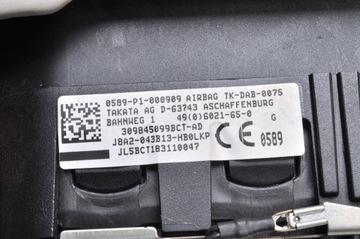 0589-P1-000909 AIRBAG TK-DAB-0075
TAKATA AG D-63743 ASCHAFFENBURG
BAHNWEG 1 49(0)6021-65-0 G
309845099BCT-AD
J8A2-043B13-HB0LKP
JL5BCT1B3110047
CE 0589